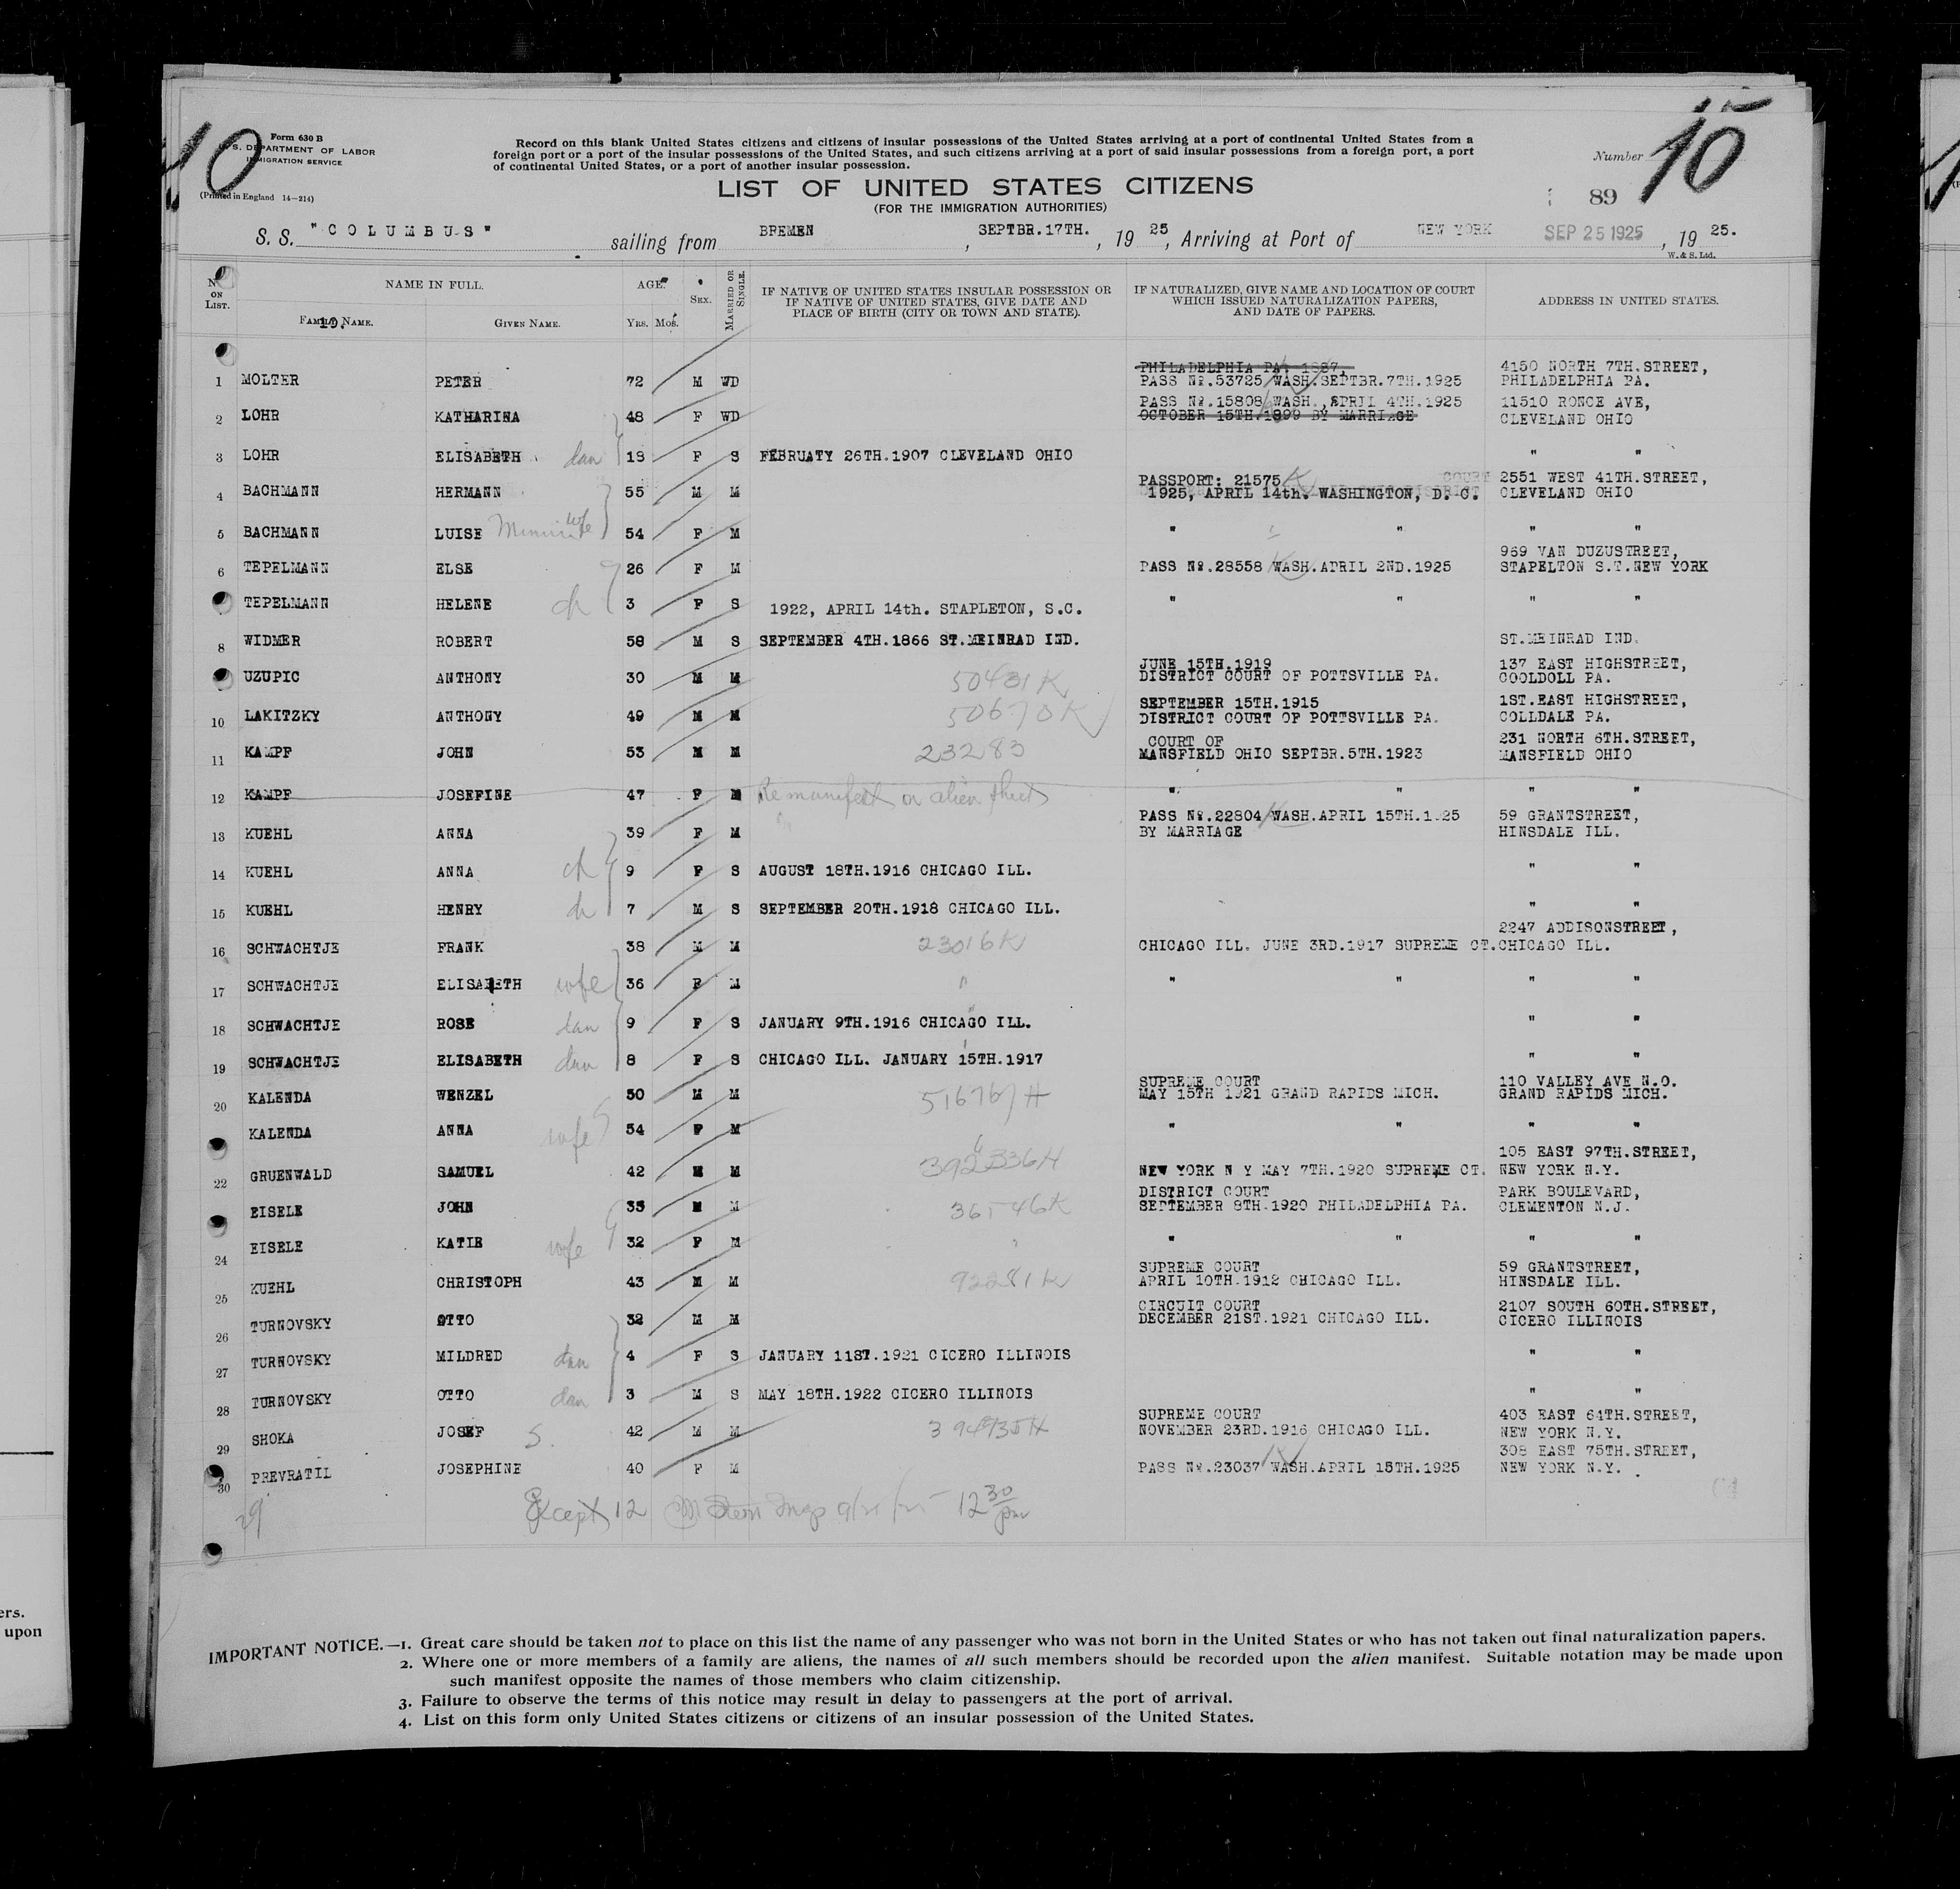 10
Form 630 B
S. DEPARTMENT OF LABOR
IMMIGRATION SERVICE
(Printed in England 14—214)
Record on this blank United States citizens and citizens of insular possessions of the United States arriving at a port of continental United States from a
foreign port or a port of the insular possessions of the United States, and such citizens arriving at a port of said insular possessions from a foreign port, a port
of continental United States, or a port of another insular possession.
Number 10
LIST OF UNITED STATES CITIZENS
(FOR THE IMMIGRATION AUTHORITIES)
89
S. S. "COLUMBUS" sailing from BREMEN, SEPTBR.17TH., 1925, Arriving at Port of NEW YORK SEP 25 1925, 1925.
W. & S. Ltd.
No. ON LIST. NAME IN FULL. AGE. SEX. MARRIED OR SINGLE. IF NATIVE OF UNITED STATES INSULAR POSSESSION OR IF NATIVE OF UNITED STATES, GIVE DATE AND PLACE OF BIRTH (CITY OR TOWN AND STATE). IF NATURALIZED, GIVE NAME AND LOCATION OF COURT WHICH ISSUED NATURALIZATION PAPERS, AND DATE OF PAPERS. ADDRESS IN UNITED STATES.
FAMILY NAME. GIVEN NAME. YRS. MOS.
10.
PHILADELPHIA PA. 1887, 4150 NORTH 7TH.STREET,
1 MOLTER PETER 72 M WD PASS No.53725 WASH.SEPTBR.7TH.1925 PHILADELPHIA PA.
PASS No.15808 WASH., APRIL 4TH.1925 11510 RONCE AVE,
2 LOHR KATHARINA 48 F WD OCTOBER 15TH.1899 BY MARRIAGE CLEVELAND OHIO
3 LOHR ELISABETH dau 18 F S FEBRUATY 26TH.1907 CLEVELAND OHIO " "
PASSPORT: 21575 K COURT 2551 WEST 41TH.STREET,
4 BACHMANN HERMANN 55 M M 1925, APRIL 14th. WASHINGTON, D. C. CLEVELAND OHIO
5 BACHMANN LUISE wfe 54 F M " " " "
969 VAN DUZUSTREET,
6 TEPELMANN ELSE 26 F M PASS No.28558 WASH.APRIL 2ND.1925 STAPELTON S.T.NEW YORK
TEPELMANN HELENE ch 3 F S 1922, APRIL 14th. STAPLETON, S.C. " " " "
8 WIDMER ROBERT 58 M S SEPTEMBER 4TH.1866 ST.MEINRAD IND. ST.MEINRAD IND.
JUNE 15TH.1919 137 EAST HIGHSTREET,
UZUPIC ANTHONY 30 M M 50431 K DISTRICT COURT OF POTTSVILLE PA. COOLDOLL PA.
SEPTEMBER 15TH.1915 1ST.EAST HIGHSTREET,
10 LAKITZKY ANTHONY 49 M M 50670 K DISTRICT COURT OF POTTSVILLE PA. COLLDALE PA.
COURT OF 231 NORTH 6TH.STREET,
11 KAMPF JOHN 53 M M 23283 MANSFIELD OHIO SEPTBR.5TH.1923 MANSFIELD OHIO
12 KAMPF JOSEFINE 47 F M Remanifest on alien sheet " " " "
PASS No.22804 WASH.APRIL 15TH.1925 59 GRANTSTREET,
13 KUEHL ANNA 39 F M BY MARRIAGE HINSDALE ILL.
14 KUEHL ANNA ch 9 F S AUGUST 18TH.1916 CHICAGO ILL. " "
15 KUEHL HENRY ch 7 M S SEPTEMBER 20TH.1918 CHICAGO ILL. " "
2247 ADDISONSTREET,
16 SCHWACHTJE FRANK 38 M M 23016 K CHICAGO ILL. JUNE 3RD.1917 SUPREME CT. CHICAGO ILL.
17 SCHWACHTJE ELISABETH wfe 36 F M " " " " "
18 SCHWACHTJE ROSE dau 9 F S JANUARY 9TH.1916 CHICAGO ILL. " "
19 SCHWACHTJE ELISABETH dau 8 F S CHICAGO ILL. JANUARY 15TH.1917 " "
SUPREME COURT 110 VALLEY AVE N.O.
20 KALENDA WENZEL 50 M M 516767 H MAY 15TH 1921 GRAND RAPIDS MICH. GRAND RAPIDS MICH.
KALENDA ANNA wfe 54 F M " " " "
105 EAST 97TH.STREET,
22 GRUENWALD SAMUEL 42 M M 392336 H NEW YORK N Y MAY 7TH.1920 SUPREME CT. NEW YORK N.Y.
DISTRICT COURT PARK BOULEVARD,
EISELE JOHN 35 M M 36546 K SEPTEMBER 8TH.1920 PHILADELPHIA PA. CLEMENTON N.J.
24 EISELE KATIE wfe 32 F M " " " "
SUPREME COURT 59 GRANTSTREET,
25 KUEHL CHRISTOPH 43 M M 92281 K APRIL 10TH.1912 CHICAGO ILL. HINSDALE ILL.
CIRCUIT COURT 2107 SOUTH 60TH.STREET,
26 TURNOVSKY OTTO 32 M M DECEMBER 21ST.1921 CHICAGO ILL. CICERO ILLINOIS
27 TURNOVSKY MILDRED dau 4 F S JANUARY 11ST.1921 CICERO ILLINOIS " "
28 TURNOVSKY OTTO dau 3 M S MAY 18TH.1922 CICERO ILLINOIS " "
SUPREME COURT 403 EAST 64TH.STREET,
29 SHOKA JOSEF S. 42 M M NOVEMBER 23RD.1916 CHICAGO ILL. NEW YORK N.Y.
308 EAST 75TH.STREET,
30 PREVRATIL JOSEPHINE 40 F M PASS No.23037 WASH.APRIL 15TH.1925 NEW YORK N.Y.
29 Except 12 12 30 pm
IMPORTANT NOTICE.—1. Great care should be taken not to place on this list the name of any passenger who was not born in the United States or who has not taken out final naturalization papers.
2. Where one or more members of a family are aliens, the names of all such members should be recorded upon the alien manifest. Suitable notation may be made upon
such manifest opposite the names of those members who claim citizenship.
3. Failure to observe the terms of this notice may result in delay to passengers at the port of arrival.
4. List on this form only United States citizens or citizens of an insular possession of the United States.
ers.
upon